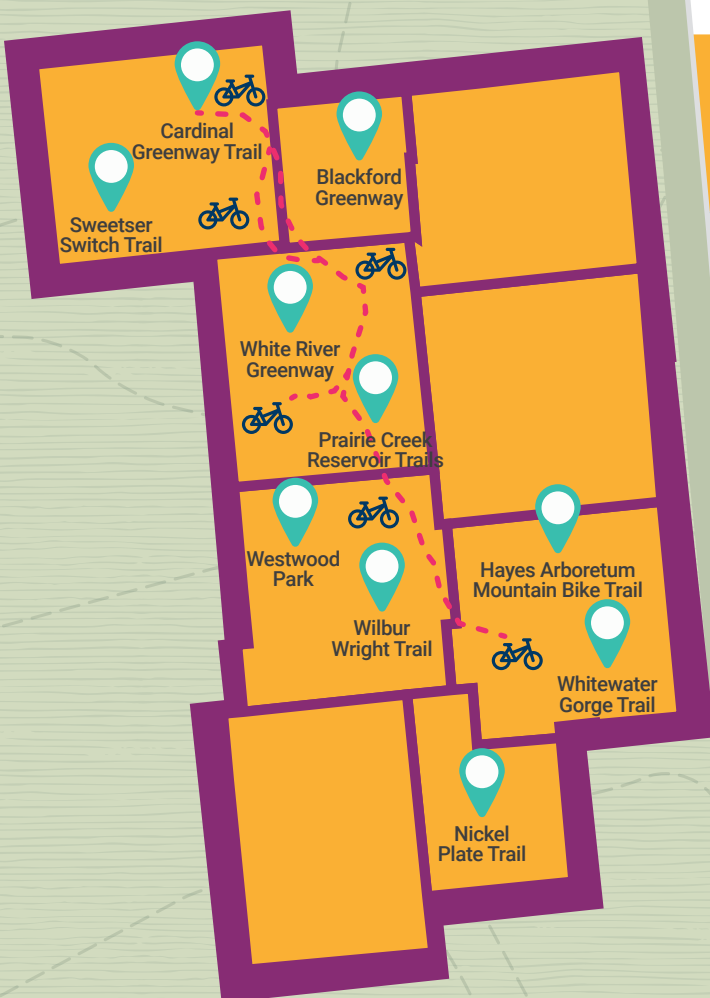 Cardinal
Greenway Trail
Blackford
Greenway
Sweetser
Switch Trail
White River
Greenway
Prairie Creek
Reservoir Trails
Westwood
Park
Hayes Arboretum
Mountain Bike Trail
Wilbur
Wright Trail
Whitewater
Gorge Trail
Nickel
Plate Trail